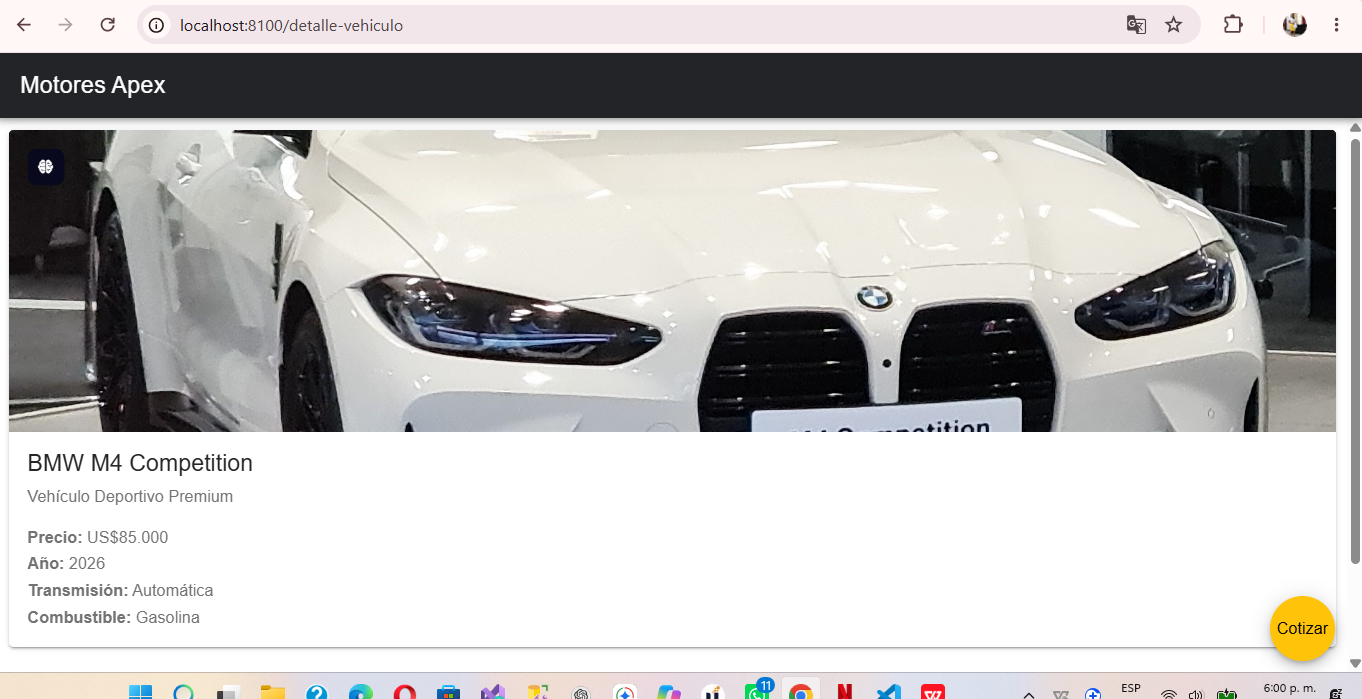 localhost:8100/detalle-vehiculo
Motores Apex
BMW M4 Competition
Vehículo Deportivo Premium
Precio: US$85.000
Año: 2026
Transmisión: Automática
Combustible: Gasolina
Cotizar
11
ESP
6:00 p. m.